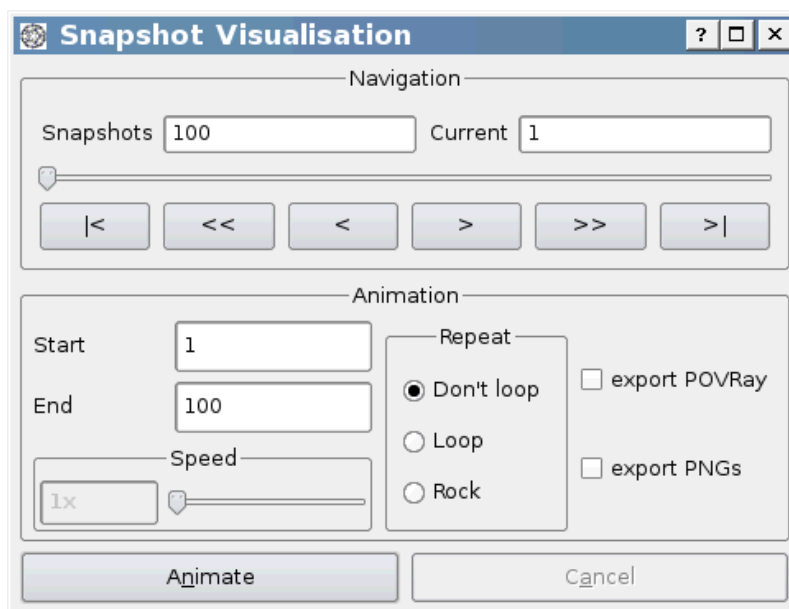 Snapshot Visualisation ? ×
Navigation
Snapshots 100 Current 1
|< << < > >> >|
Animation
Start 1
End 100
Speed
1x
Repeat
Don't loop
Loop
Rock
export POVRay
export PNGs
Animate Cancel